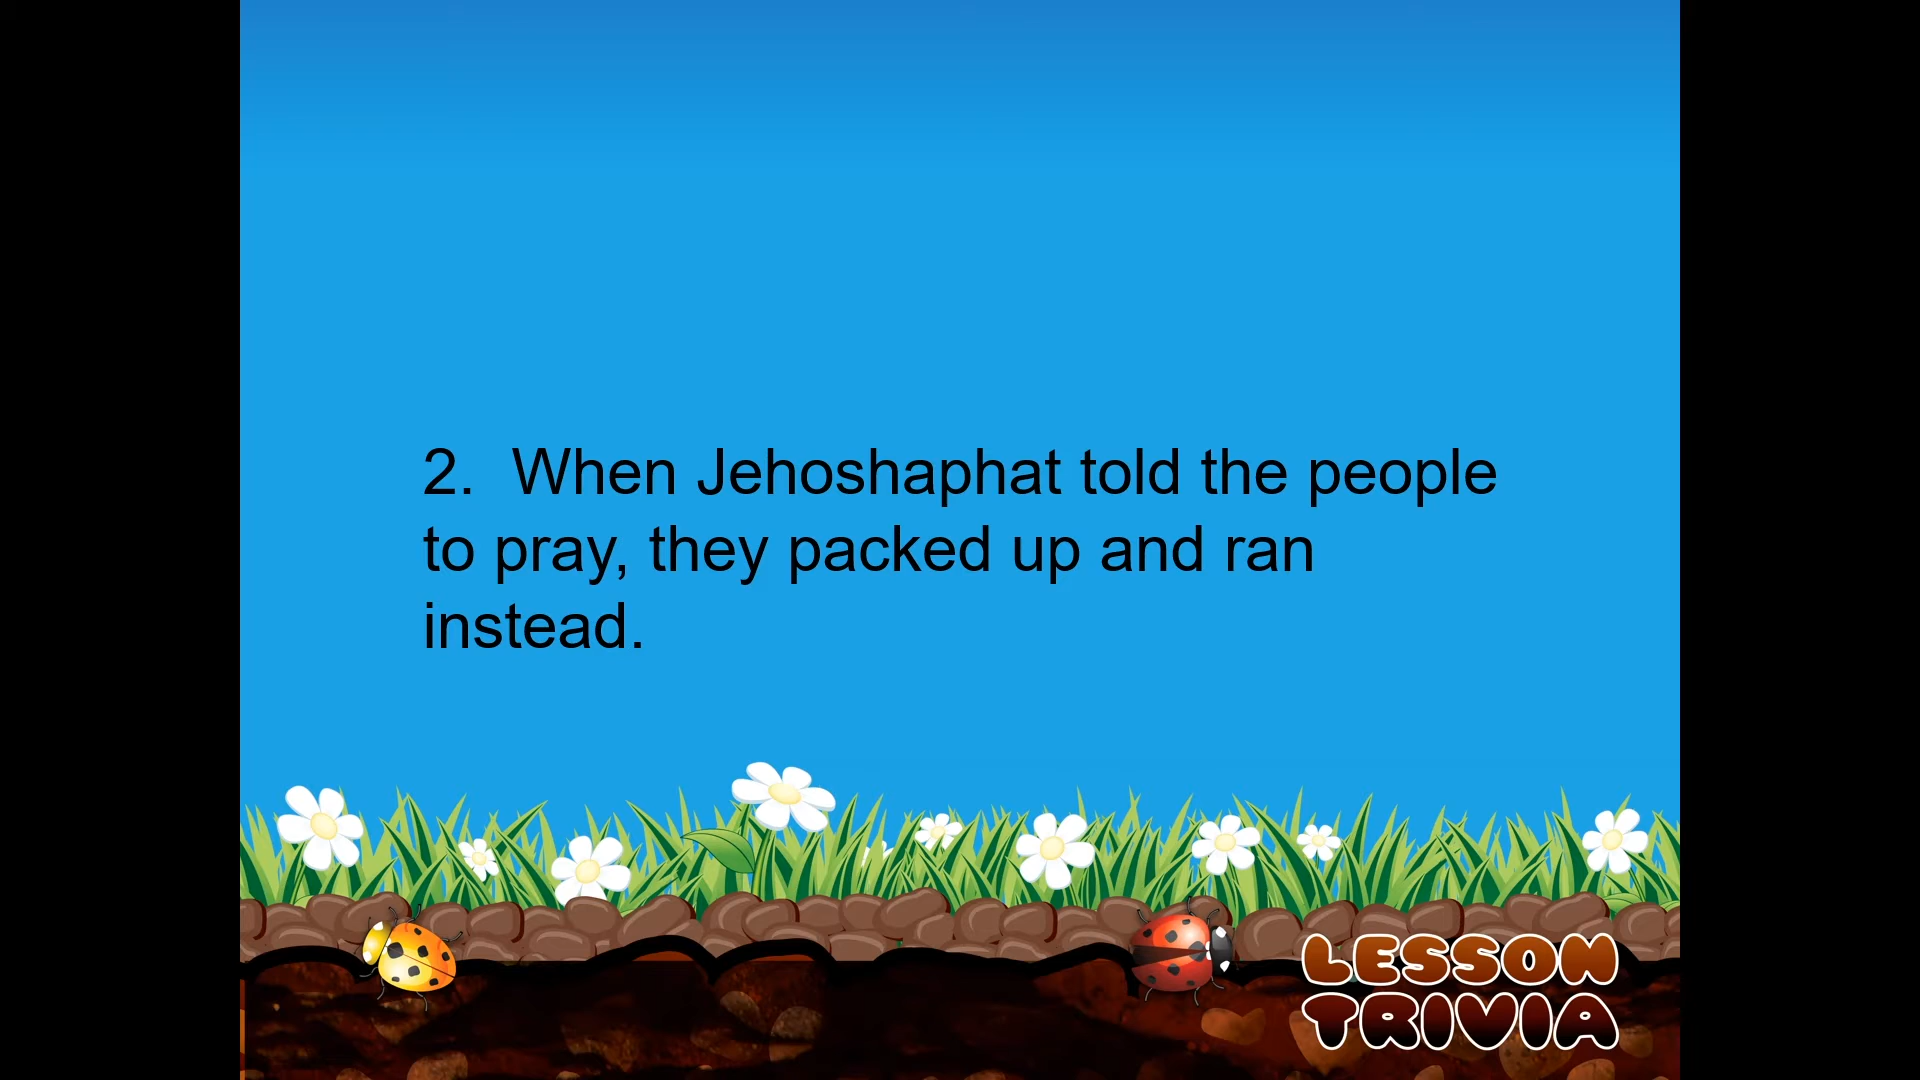 2.  When Jehoshaphat told the people
to pray, they packed up and ran
instead.
LESSON
TRIVIA